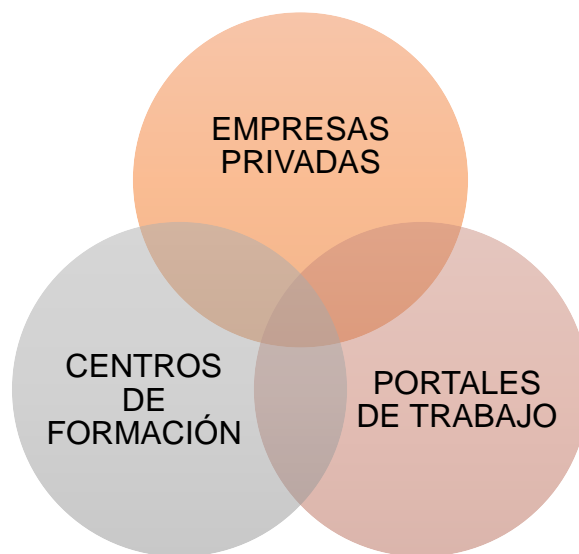 EMPRESAS
PRIVADAS
CENTROS
DE
FORMACIÓN
PORTALES
DE TRABAJO